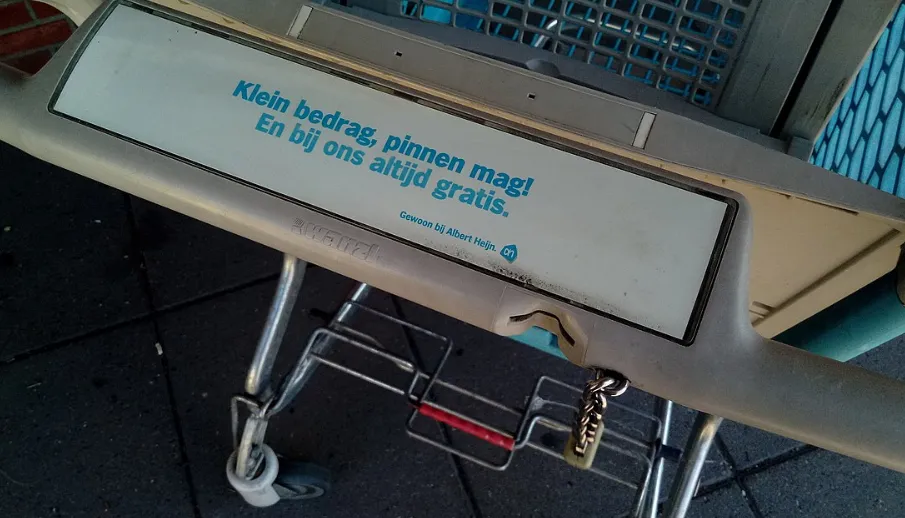 Klein bedrag, pinnen mag!
En bij ons altijd gratis.
Gewoon bij Albert Heijn.